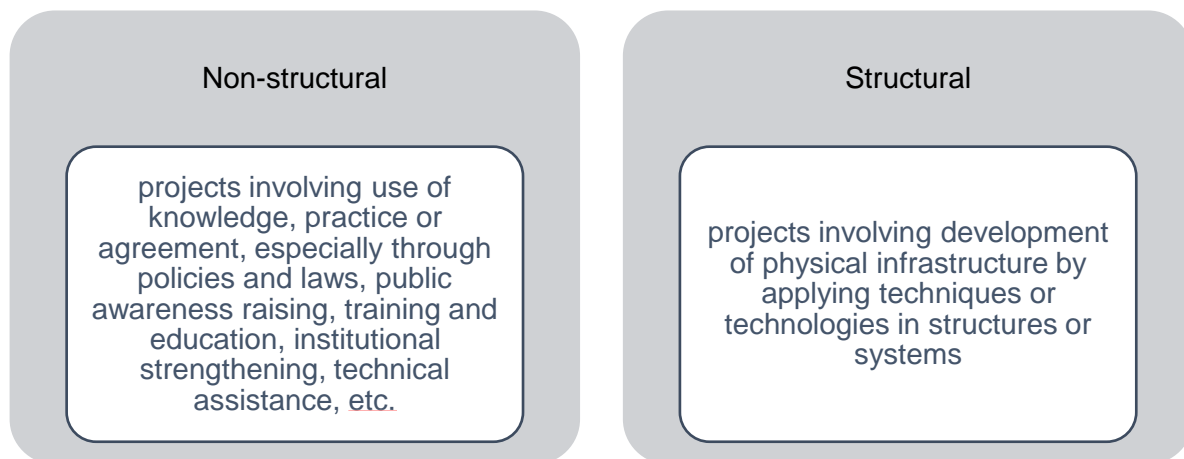 Non-structural
projects involving use of
knowledge, practice or
agreement, especially through
policies and laws, public
awareness raising, training and
education, institutional
strengthening, technical
assistance, etc.
Structural
projects involving development
of physical infrastructure by
applying techniques or
technologies in structures or
systems